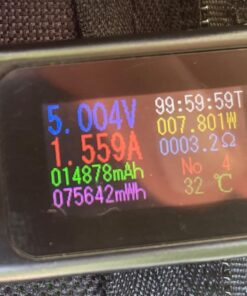 5.004V
1.559A
014878mAh
075642mWh
99:59:59T
007.801W
0003.2Ω
No 4
32℃